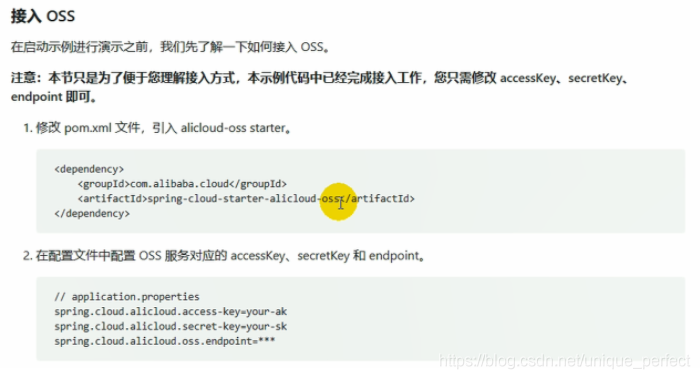 接入 OSS
在启动示例进行演示之前，我们先了解一下如何接入 OSS。
注意：本节只是为了便于您理解接入方式，本示例代码中已经完成接入工作，您只需修改 accessKey、secretKey、
endpoint 即可。
1. 修改 pom.xml 文件，引入 alicloud-oss starter。
<dependency>
<groupId>com.alibaba.cloud</groupId>
<artifactId>spring-cloud-starter-alicloud-oss</artifactId>
</dependency>
2. 在配置文件中配置 OSS 服务对应的 accessKey、secretKey 和 endpoint。
// application.properties
spring.cloud.alicloud.access-key=your-ak
spring.cloud.alicloud.secret-key=your-sk
spring.cloud.alicloud.oss.endpoint=***
https://blog.csdn.net/unique_perfect